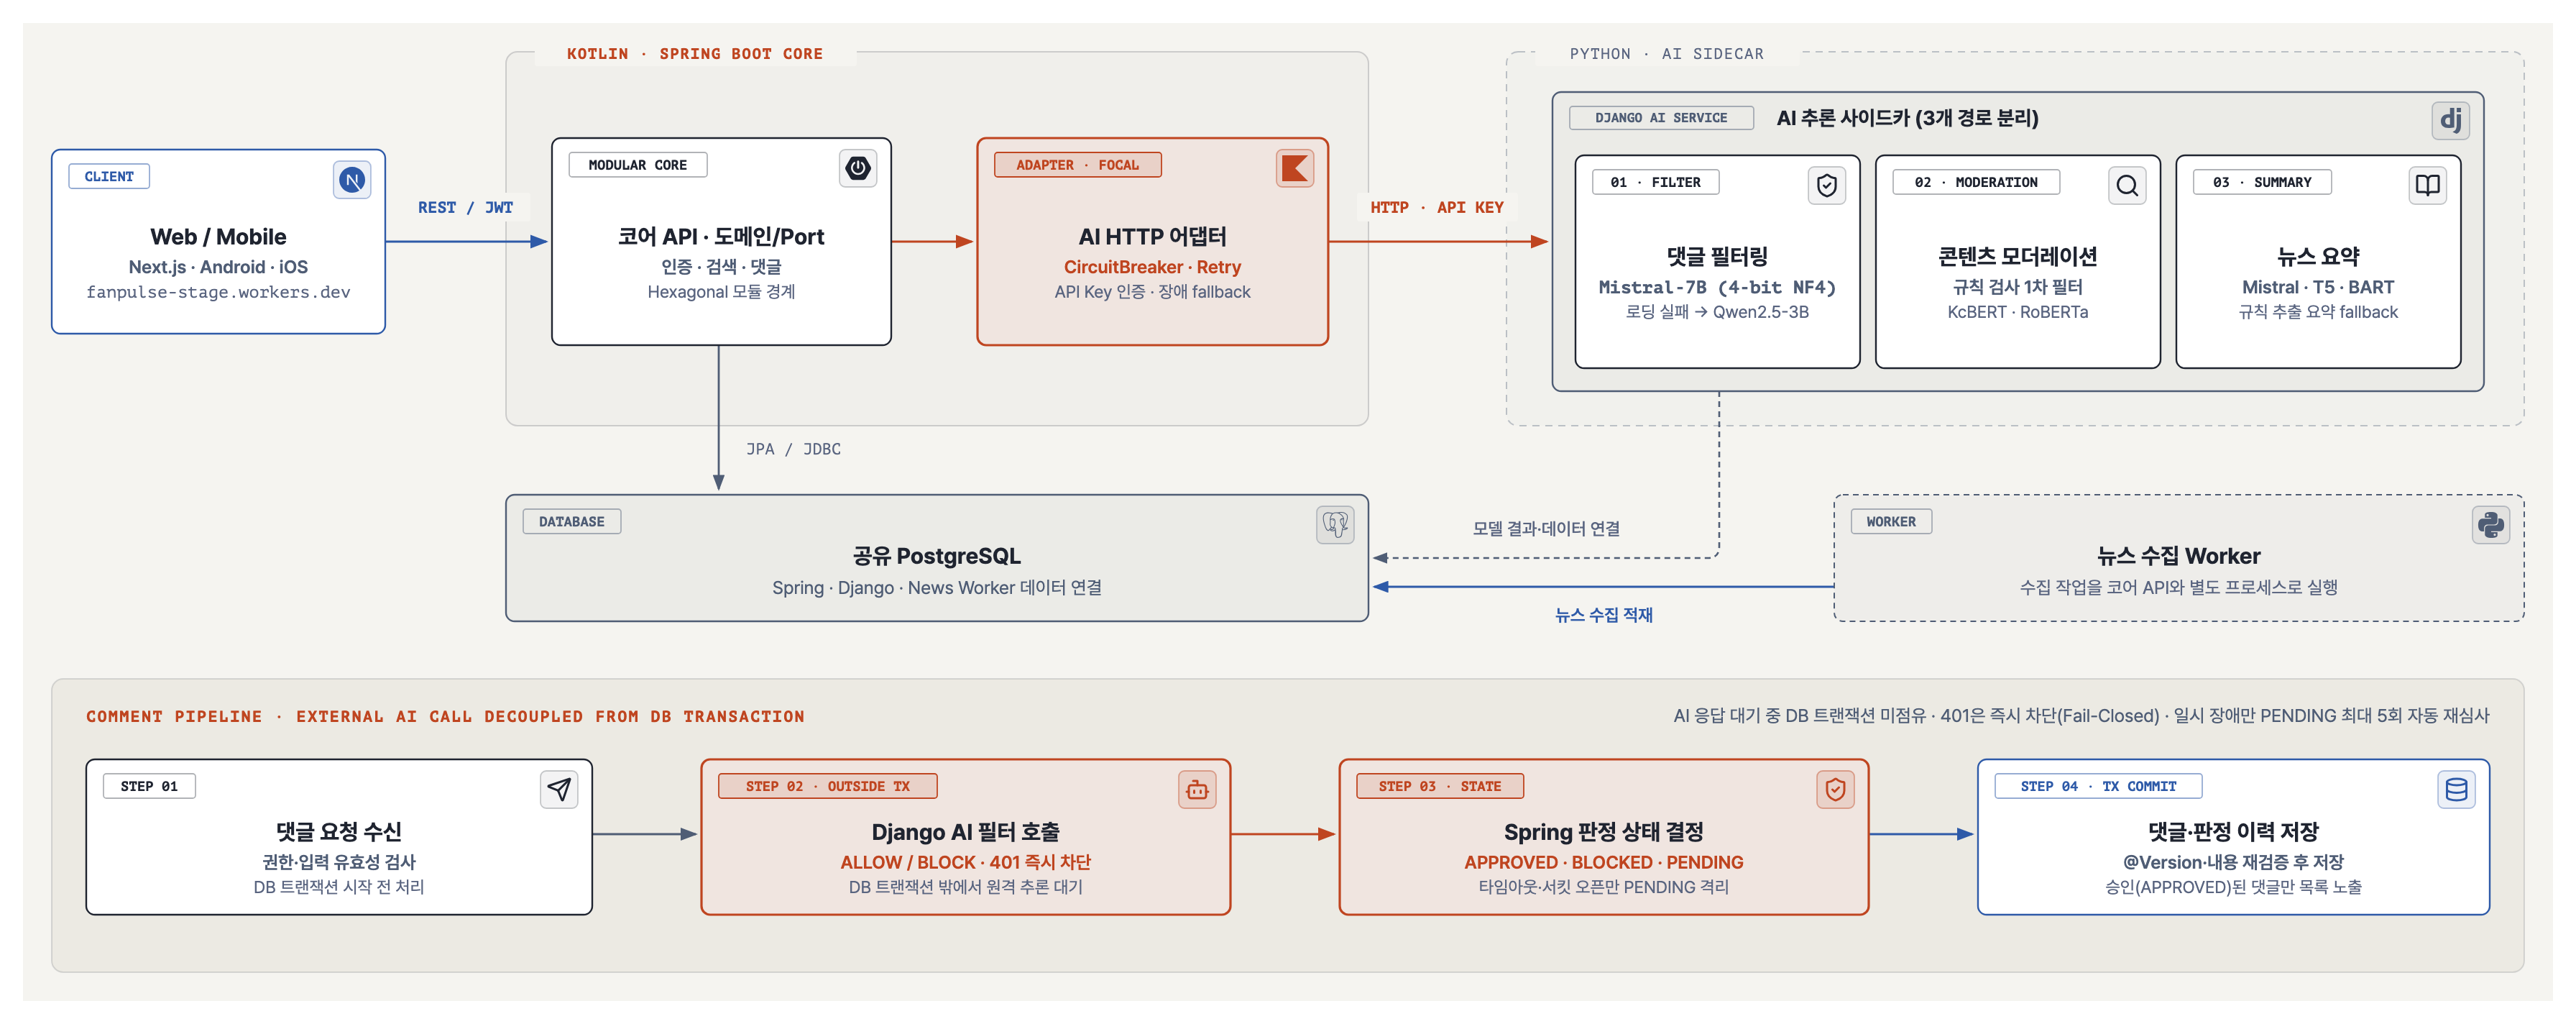 KOTLIN · SPRING BOOT CORE
PYTHON · AI SIDECAR
CLIENT
Web / Mobile
Next.js · Android · iOS
fanpulse-stage.workers.dev
REST / JWT
MODULAR CORE
코어 API · 도메인/Port
인증 · 검색 · 댓글
Hexagonal 모듈 경계
ADAPTER · FOCAL
AI HTTP 어댑터
CircuitBreaker · Retry
API Key 인증 · 장애 fallback
HTTP · API KEY
DJANGO AI SERVICE
AI 추론 사이드카 (3개 경로 분리)
dj
01 · FILTER
댓글 필터링
Mistral-7B (4-bit NF4)
로딩 실패 → Qwen2.5-3B
02 · MODERATION
콘텐츠 모더레이션
규칙 검사 1차 필터
KcBERT · RoBERTa
03 · SUMMARY
뉴스 요약
Mistral · T5 · BART
규칙 추출 요약 fallback
JPA / JDBC
DATABASE
공유 PostgreSQL
Spring · Django · News Worker 데이터 연결
모델 결과·데이터 연결
뉴스 수집 적재
WORKER
뉴스 수집 Worker
수집 작업을 코어 API와 별도 프로세스로 실행
COMMENT PIPELINE · EXTERNAL AI CALL DECOUPLED FROM DB TRANSACTION
AI 응답 대기 중 DB 트랜잭션 미점유 · 401은 즉시 차단(Fail-Closed) · 일시 장애만 PENDING 최대 5회 자동 재심사
STEP 01
댓글 요청 수신
권한·입력 유효성 검사
DB 트랜잭션 시작 전 처리
STEP 02 · OUTSIDE TX
Django AI 필터 호출
ALLOW / BLOCK · 401 즉시 차단
DB 트랜잭션 밖에서 원격 추론 대기
STEP 03 · STATE
Spring 판정 상태 결정
APPROVED · BLOCKED · PENDING
타임아웃·서킷 오픈만 PENDING 격리
STEP 04 · TX COMMIT
댓글·판정 이력 저장
@Version·내용 재검증 후 저장
승인(APPROVED)된 댓글만 목록 노출